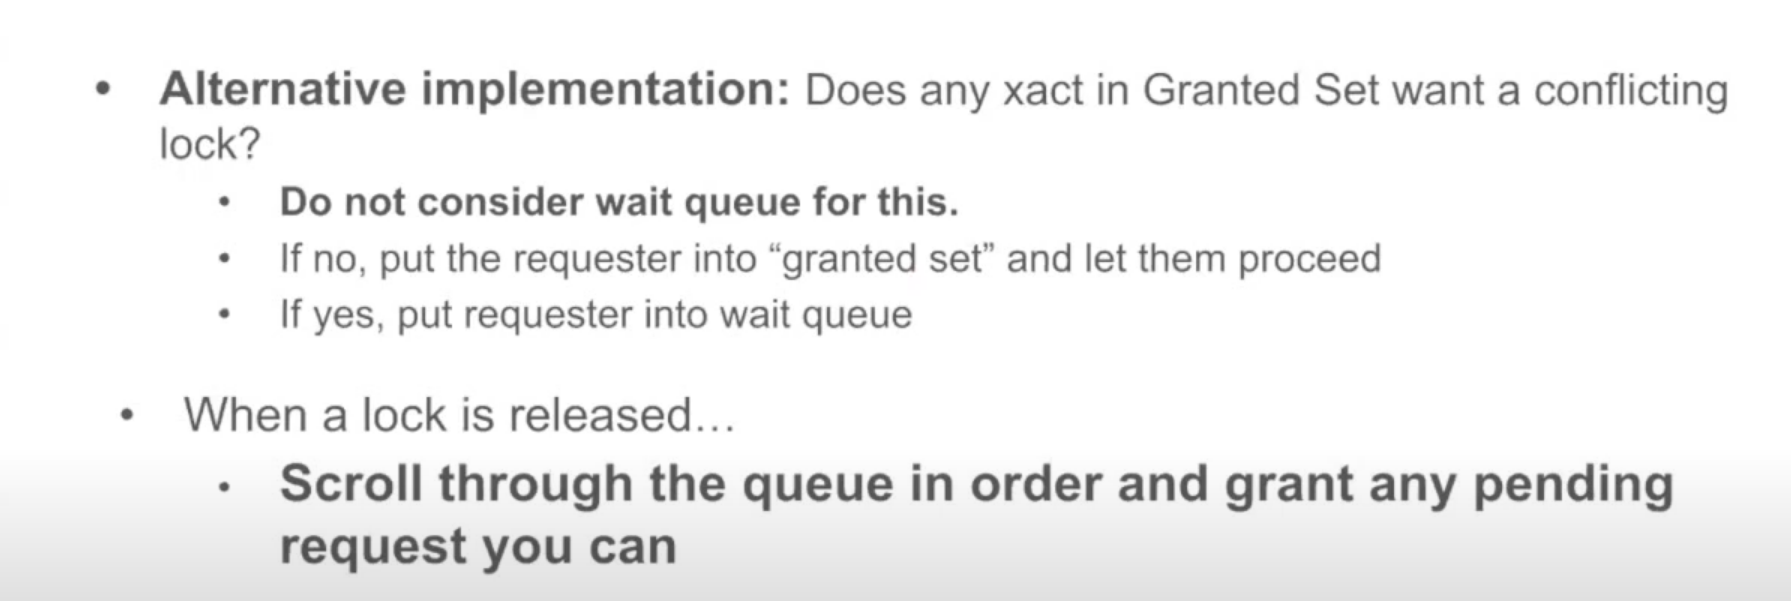 • Alternative implementation: Does any xact in Granted Set want a conflicting
lock?
• Do not consider wait queue for this.
• If no, put the requester into “granted set” and let them proceed
• If yes, put requester into wait queue
• When a lock is released...
• Scroll through the queue in order and grant any pending
request you can